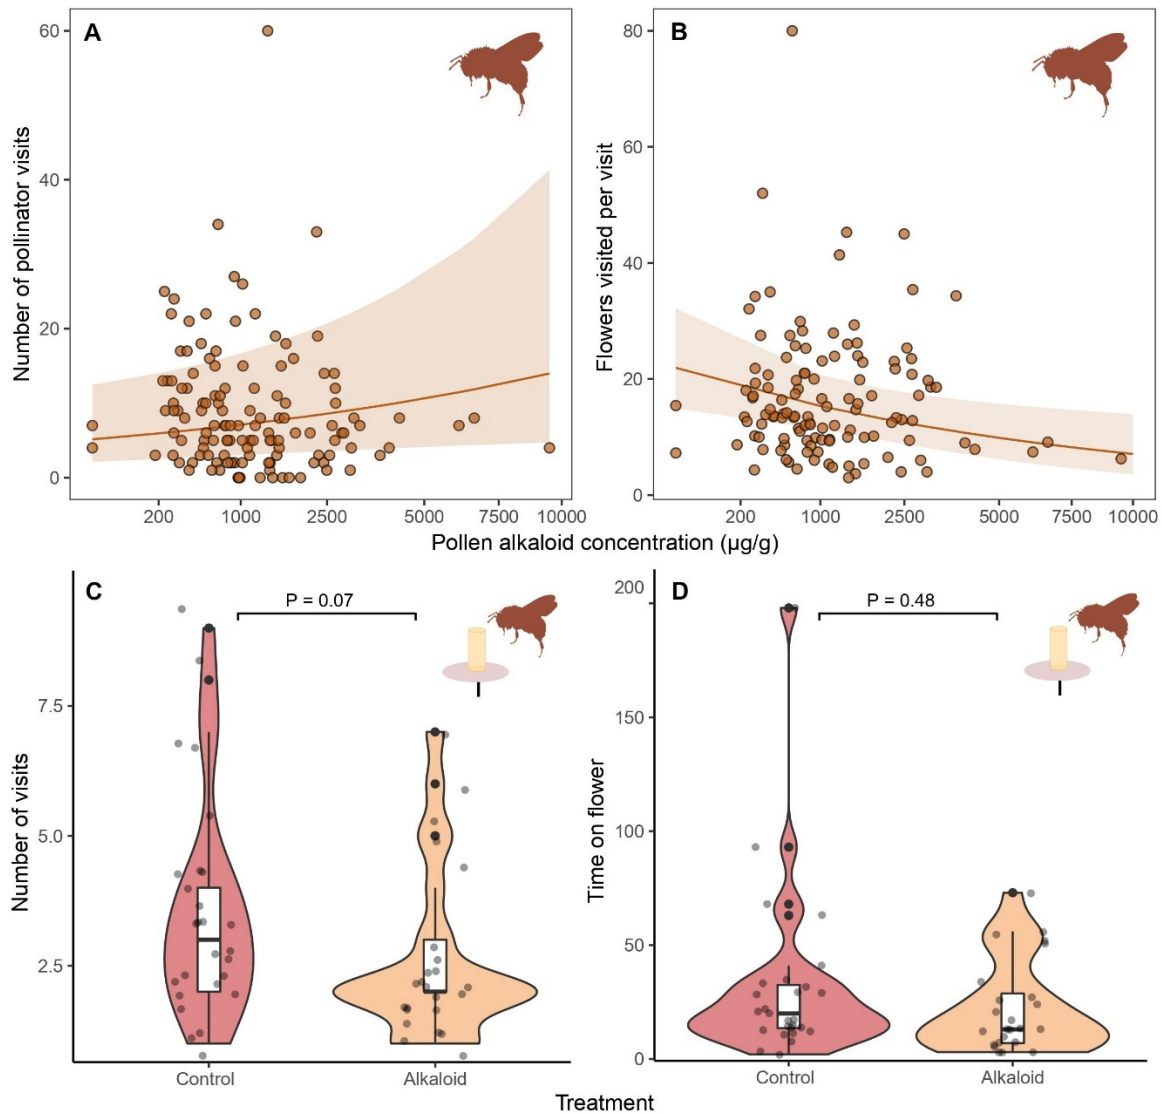 A
Number of pollinator visits
60
40
20
0
200 1000 2500 5000 7500 10000
B
Flowers visited per visit
80
60
40
20
0
200 1000 2500 5000 7500 10000
Pollen alkaloid concentration (µg/g)
C
P = 0.07
Number of visits
7.5
5.0
2.5
Control Alkaloid
D
P = 0.48
Time on flower
200
150
100
50
0
Control Alkaloid
Treatment